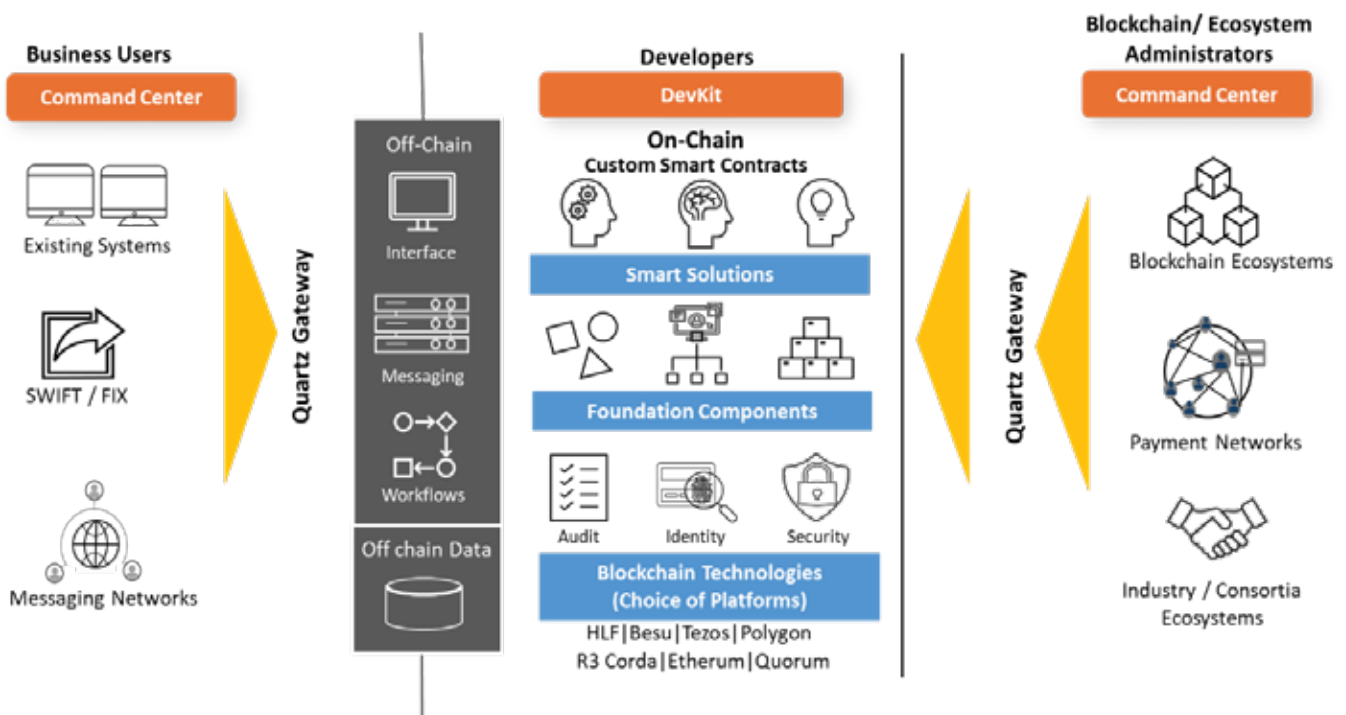 Business Users
Command Center
Existing Systems
SWIFT / FIX
Messaging Networks
Quartz Gateway
Off-Chain
Interface
Messaging
Workflows
Off chain Data
Developers
DevKit
On-Chain
Custom Smart Contracts
Smart Solutions
Foundation Components
Audit
Identity
Security
Blockchain Technologies
(Choice of Platforms)
HLF|Besu|Tezos|Polygon
R3 Corda|Etherum|Quorum
Quartz Gateway
Blockchain/ Ecosystem
Administrators
Command Center
Blockchain Ecosystems
Payment Networks
Industry / Consortia
Ecosystems